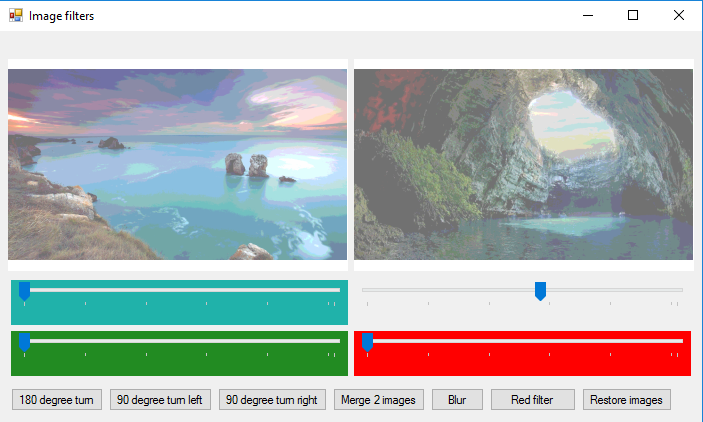 Image filters
180 degree turn
90 degree turn left
90 degree turn right
Merge 2 images
Blur
Red filter
Restore images